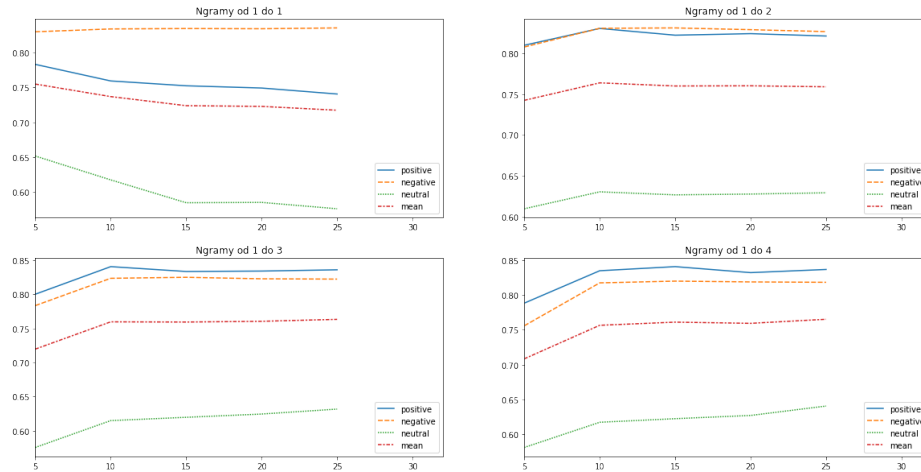 Ngramy od 1 do 1
0.80
0.75
0.70
0.65
0.60
5 10 15 20 25 30
positive
negative
neutral
mean
Ngramy od 1 do 2
0.80
0.75
0.70
0.65
0.60
5 10 15 20 25 30
positive
negative
neutral
mean
Ngramy od 1 do 3
0.85
0.80
0.75
0.70
0.65
0.60
5 10 15 20 25 30
positive
negative
neutral
mean
Ngramy od 1 do 4
0.85
0.80
0.75
0.70
0.65
0.60
5 10 15 20 25 30
positive
negative
neutral
mean